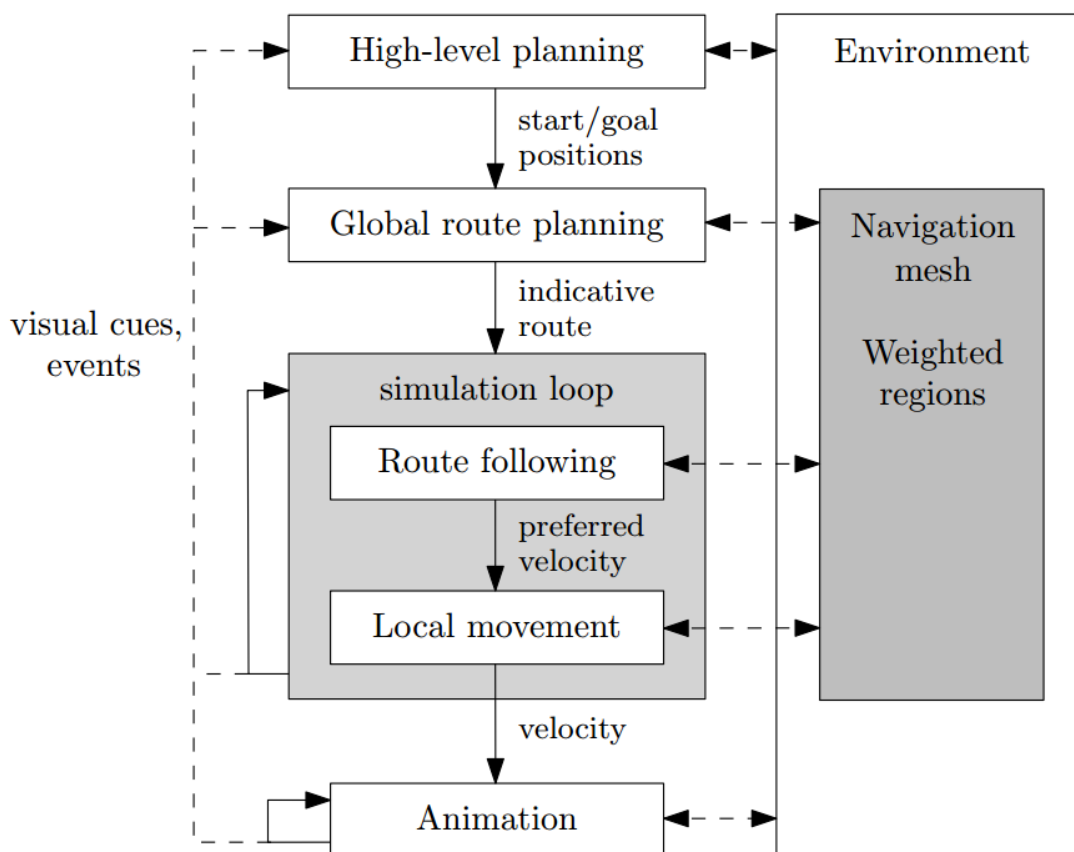 High-level planning
Environment
start/goal
positions
Global route planning
Navigation
mesh
Weighted
regions
indicative
route
visual cues,
events
simulation loop
Route following
preferred
velocity
Local movement
velocity
Animation